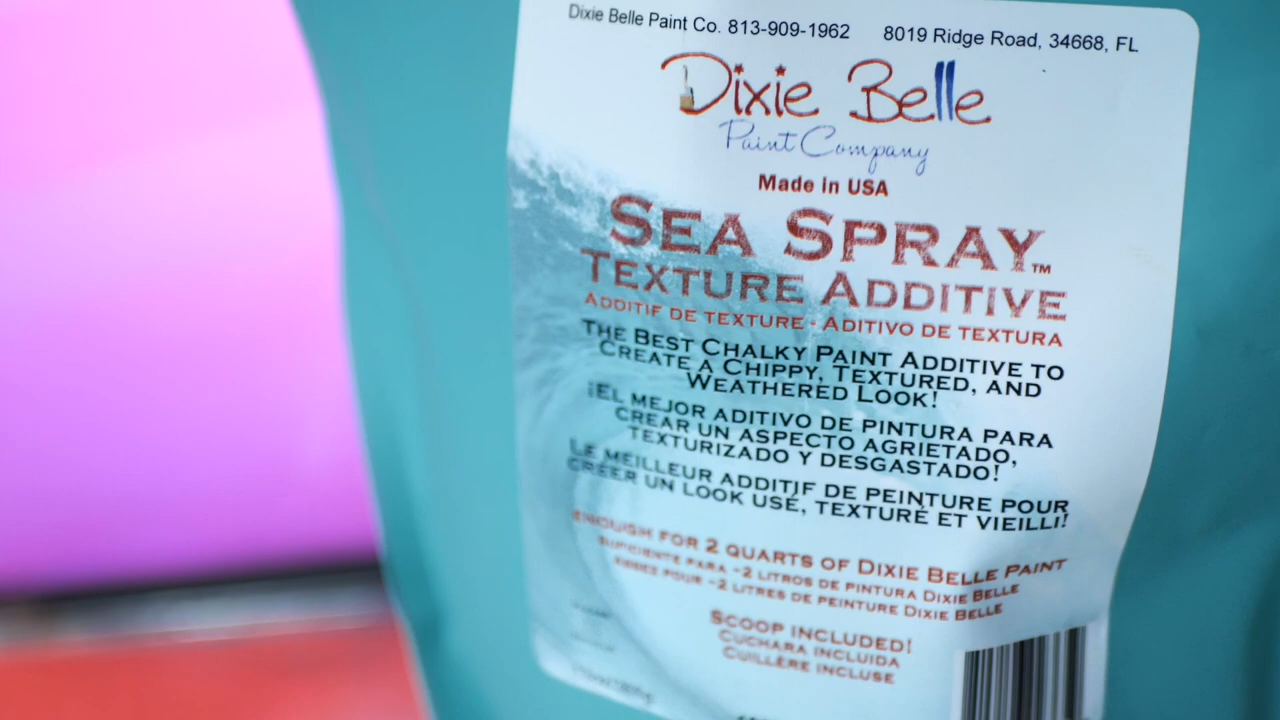 Dixie Belle Paint Co. 813-909-1962 8019 Ridge Road, 34668, FL
Dixie Belle
Paint Company
Made in USA
SEA SPRAY™
TEXTURE ADDITIVE
ADDITIF DE TEXTURE - ADITIVO DE TEXTURA
THE BEST CHALKY PAINT ADDITIVE TO
CREATE A CHIPPY, TEXTURED, AND
WEATHERED LOOK!
¡EL MEJOR ADITIVO DE PINTURA PARA
CREAR UN ASPECTO AGRIETADO,
TEXTURIZADO Y DESGASTADO!
LE MEILLEUR ADDITIF DE PEINTURE POUR
CRÉER UN LOOK USÉ, TEXTURÉ ET VIEILLI!
ENOUGH FOR 2 QUARTS OF DIXIE BELLE PAINT
SUFICIENTE PARA ~2 LITROS DE PINTURA DIXIE BELLE
ASSEZ POUR ~2 LITRES DE PEINTURE DIXIE BELLE
SCOOP INCLUDED!
CUCHARA INCLUIDA
CUILLÈRE INCLUSE